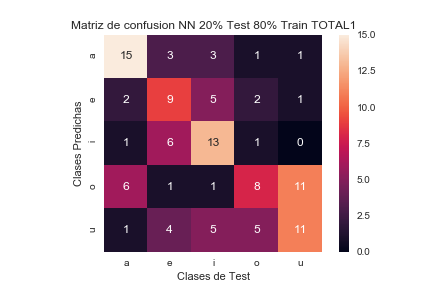 Matriz de confusion NN 20% Test 80% Train TOTAL1
a 15 3 3 1 1
e 2 9 5 2 1
i 1 6 13 1 0
o 6 1 1 8 11
u 1 4 5 5 11
a e i o u
Clases de Test
Clases Predichas
15.0
12.5
10.0
7.5
5.0
2.5
0.0